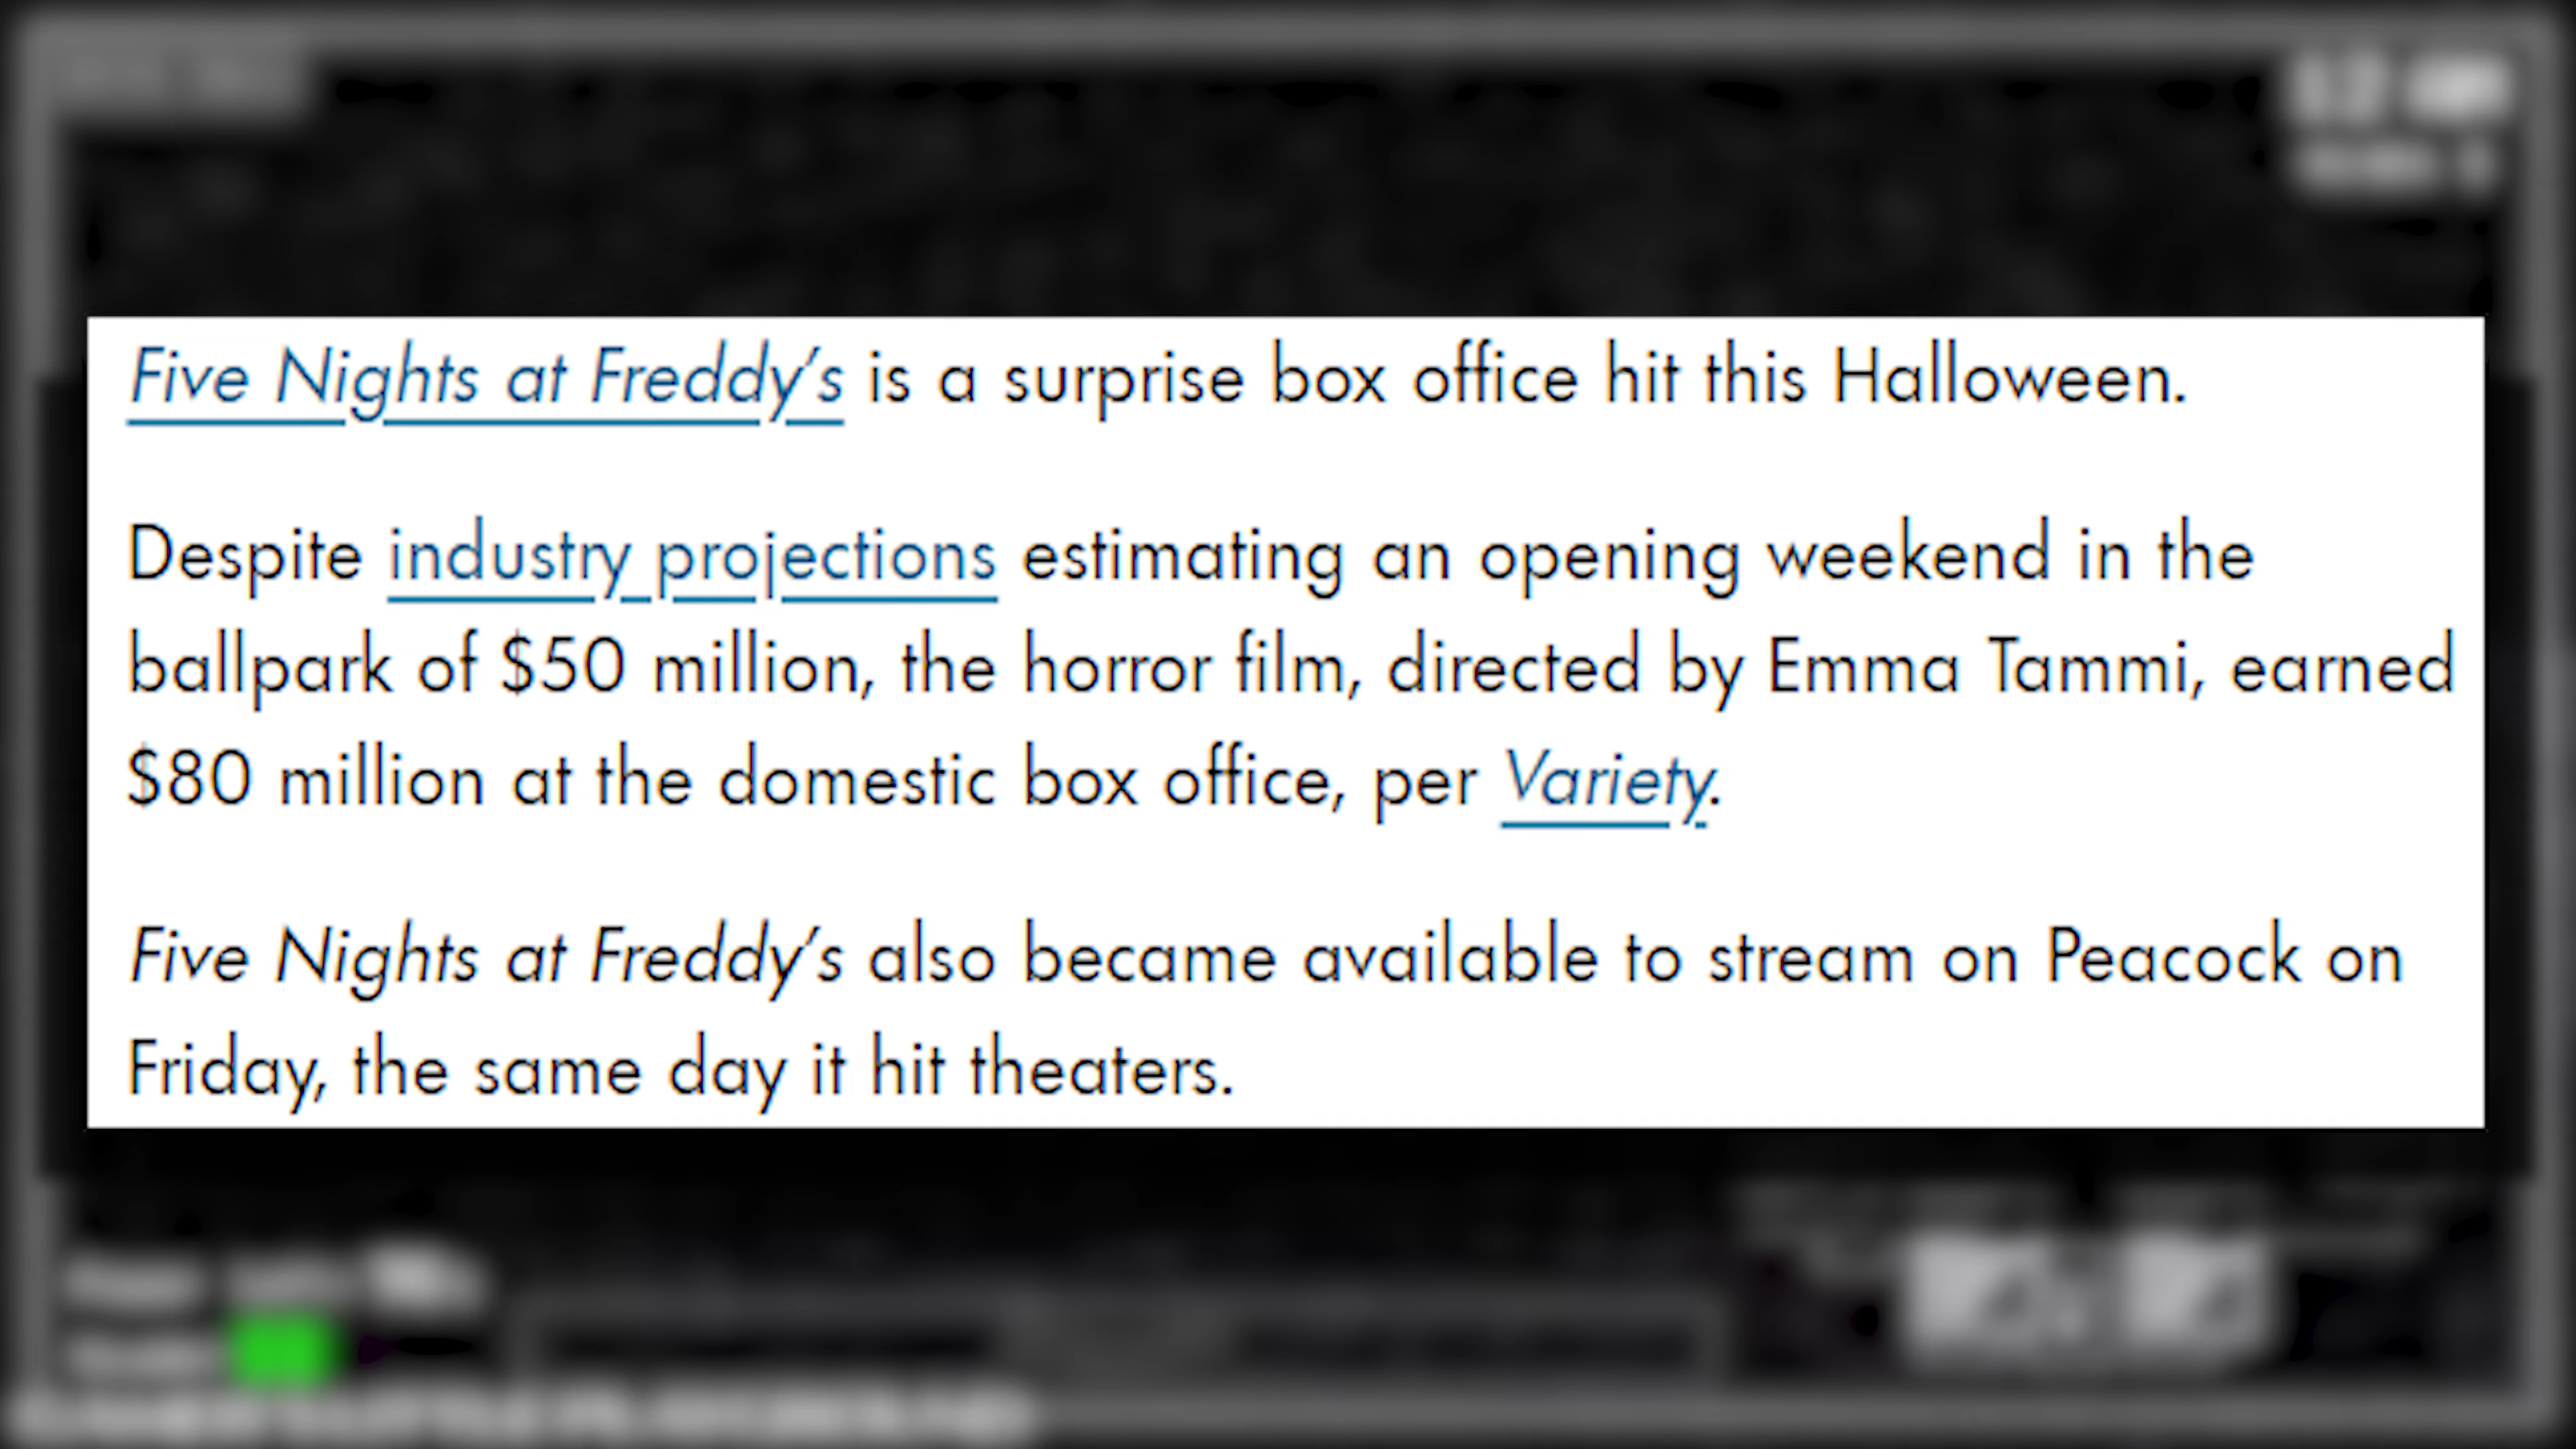 Five Nights at Freddy's is a surprise box office hit this Halloween.
Despite industry projections estimating an opening weekend in the
ballpark of $50 million, the horror film, directed by Emma Tammi, earned
$80 million at the domestic box office, per Variety.
Five Nights at Freddy's also became available to stream on Peacock on
Friday, the same day it hit theaters.